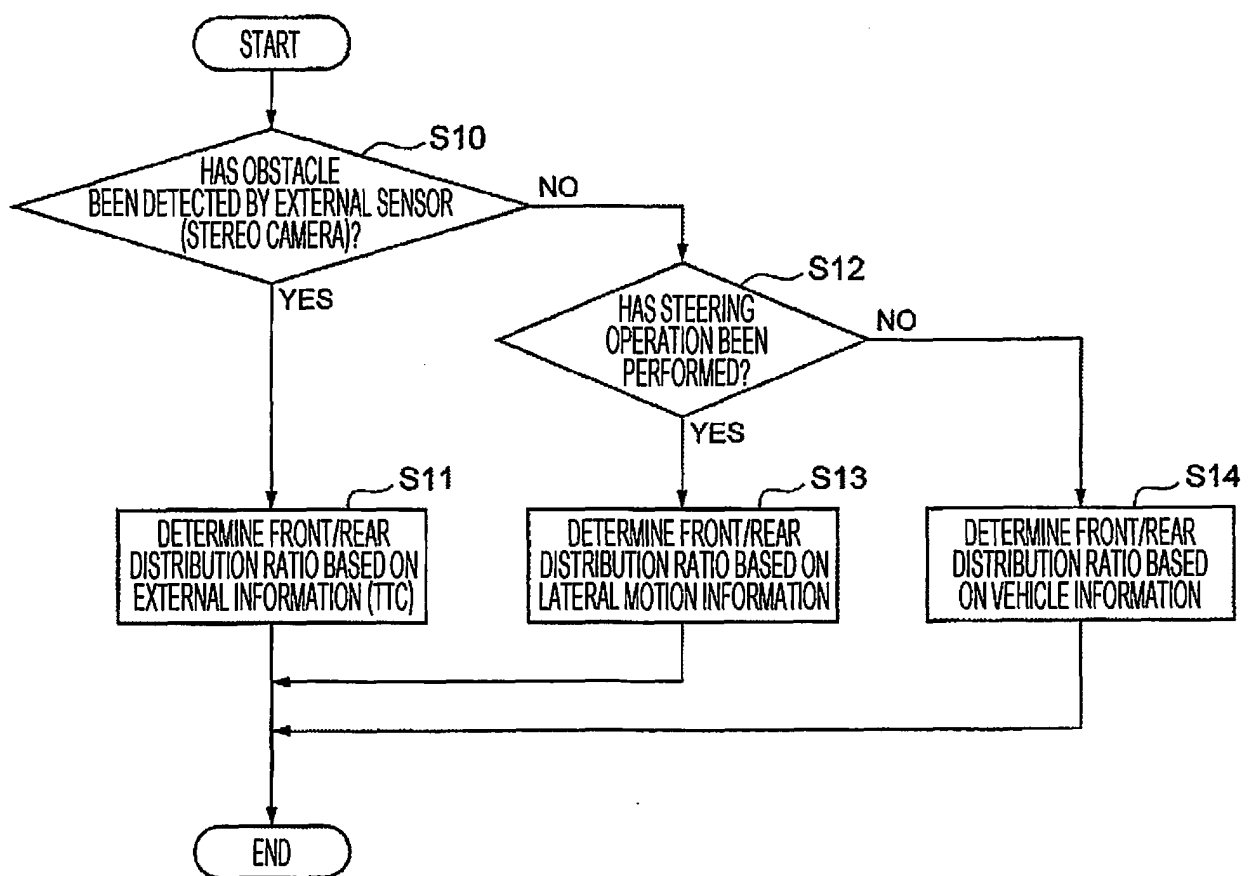 START
S10
HAS OBSTACLE
BEEN DETECTED BY EXTERNAL SENSOR
(STEREO CAMERA)?
NO
YES
S12
HAS STEERING
OPERATION BEEN
PERFORMED?
NO
YES
S11
DETERMINE FRONT/REAR
DISTRIBUTION RATIO BASED ON
EXTERNAL INFORMATION (TTC)
S13
DETERMINE FRONT/REAR
DISTRIBUTION RATIO BASED ON
LATERAL MOTION INFORMATION
S14
DETERMINE FRONT/REAR
DISTRIBUTION RATIO BASED
ON VEHICLE INFORMATION
END